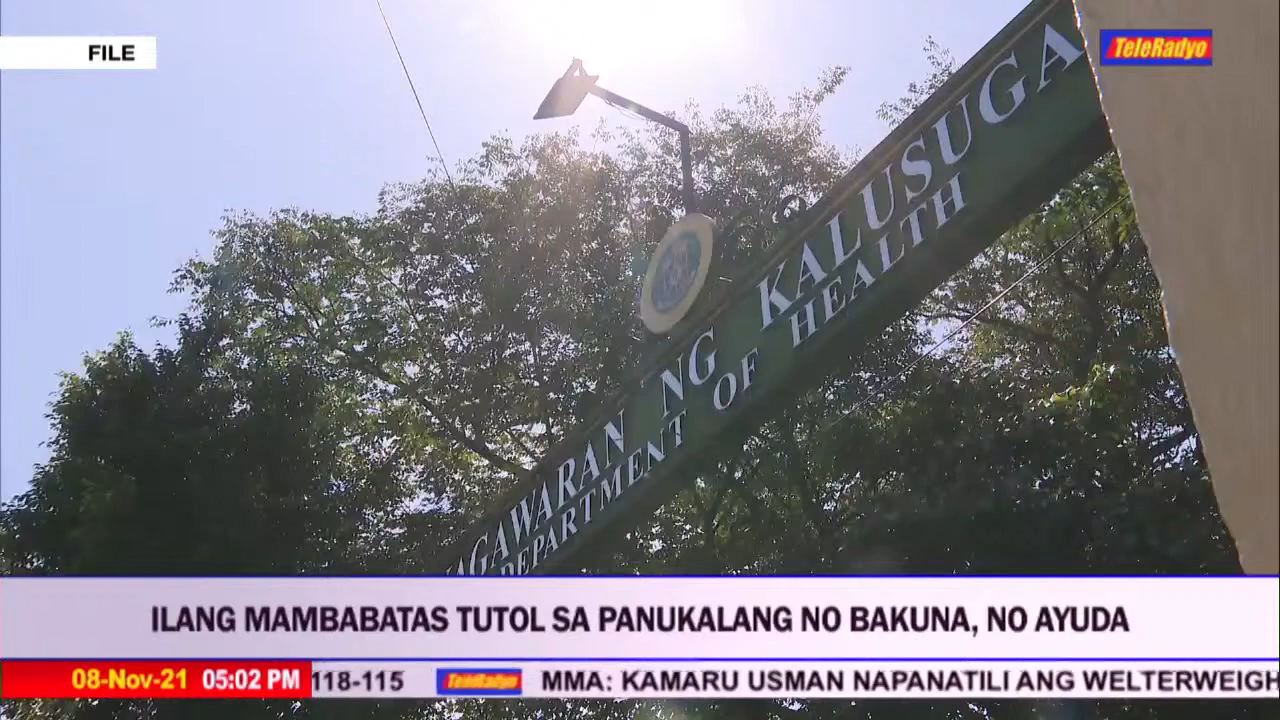 FILE
TeleRadyo
AGAWARAN NG KALUSUGA
DEPARTMENT OF HEALTH
ILANG MAMBABATAS TUTOL SA PANUKALANG NO BAKUNA, NO AYUDA
08-Nov-21 05:02 PM 118-115 TeleRadyo MMA: KAMARU USMAN NAPANATILI ANG WELTERWEIGH